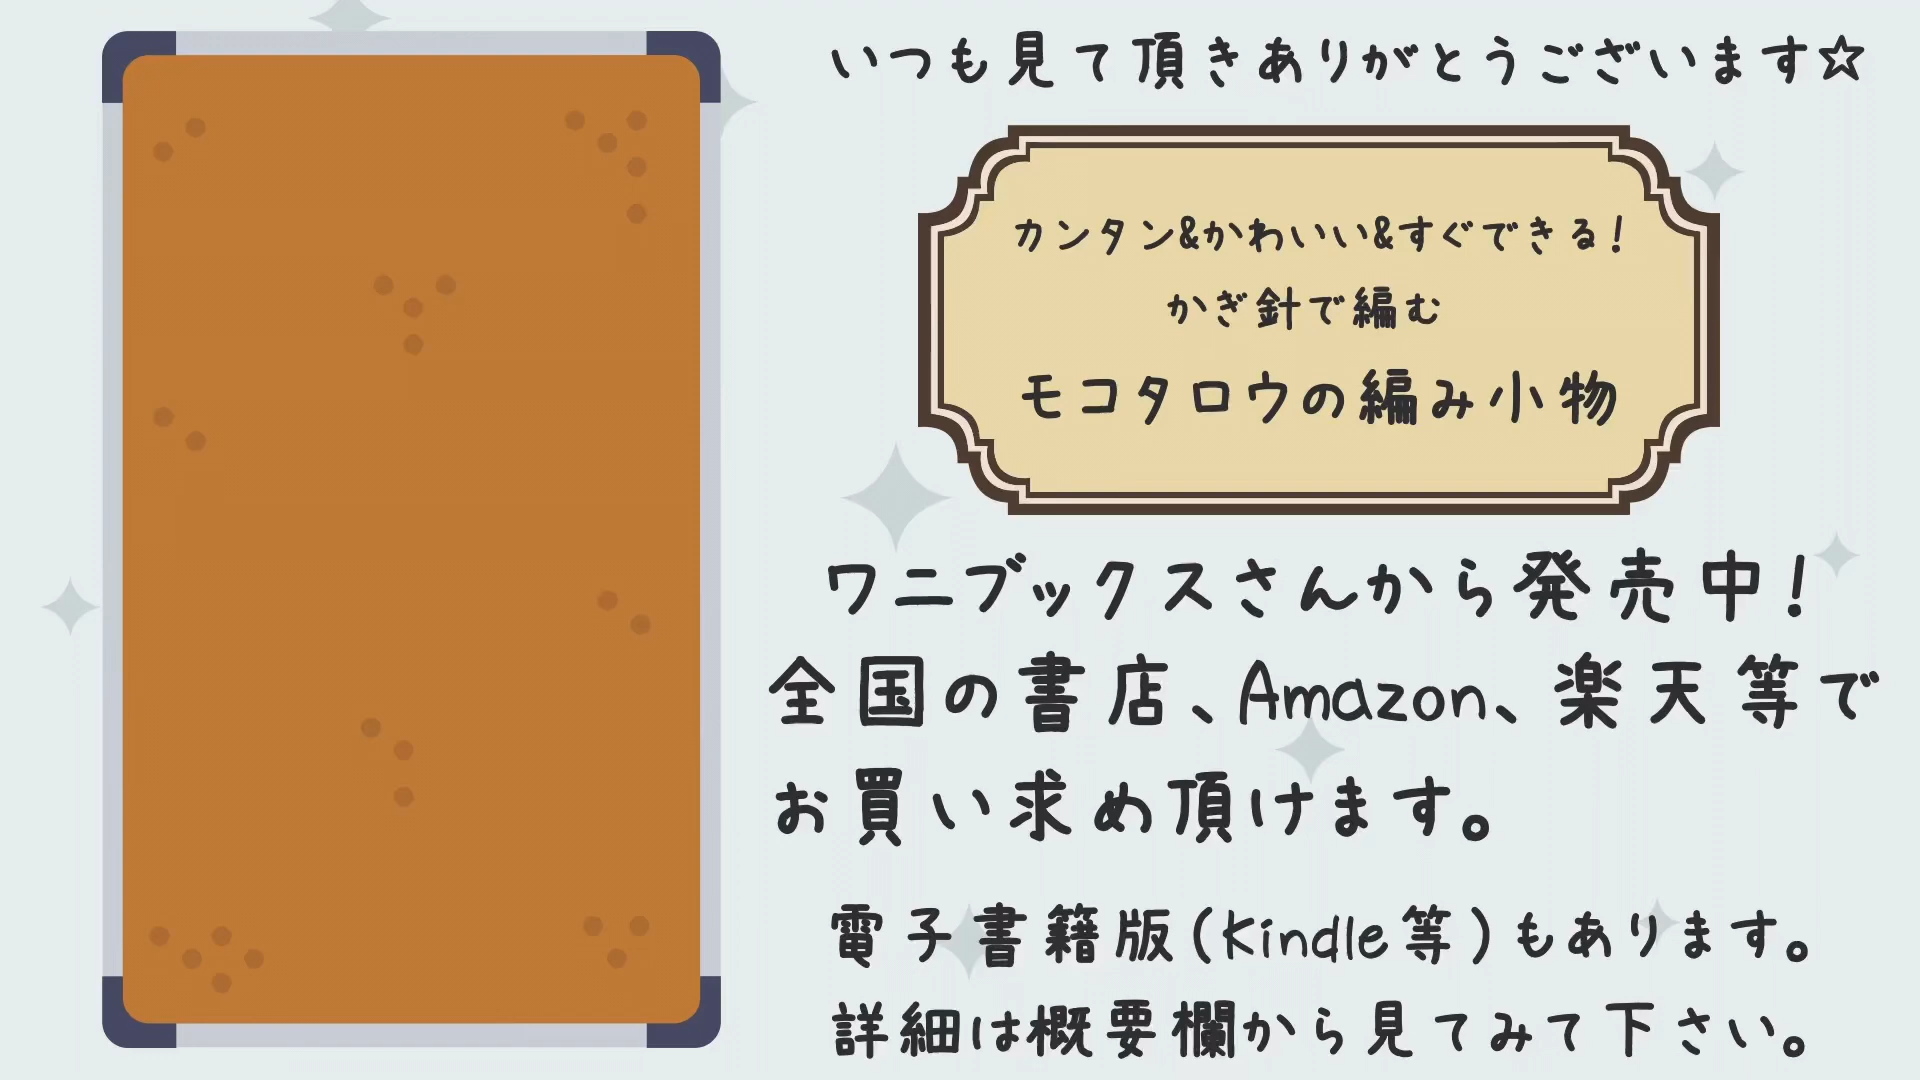 いつも見て頂きありがとうございます☆
カンタン&かわいい&すぐできる!
かぎ針で編む
モコタロウの編み小物
ワニブックスさんから発売中!
全国の書店、Amazon、楽天等で
お買い求め頂けます。
電子書籍版(Kindle等)もあります。
詳細は概要欄から見てみて下さい。